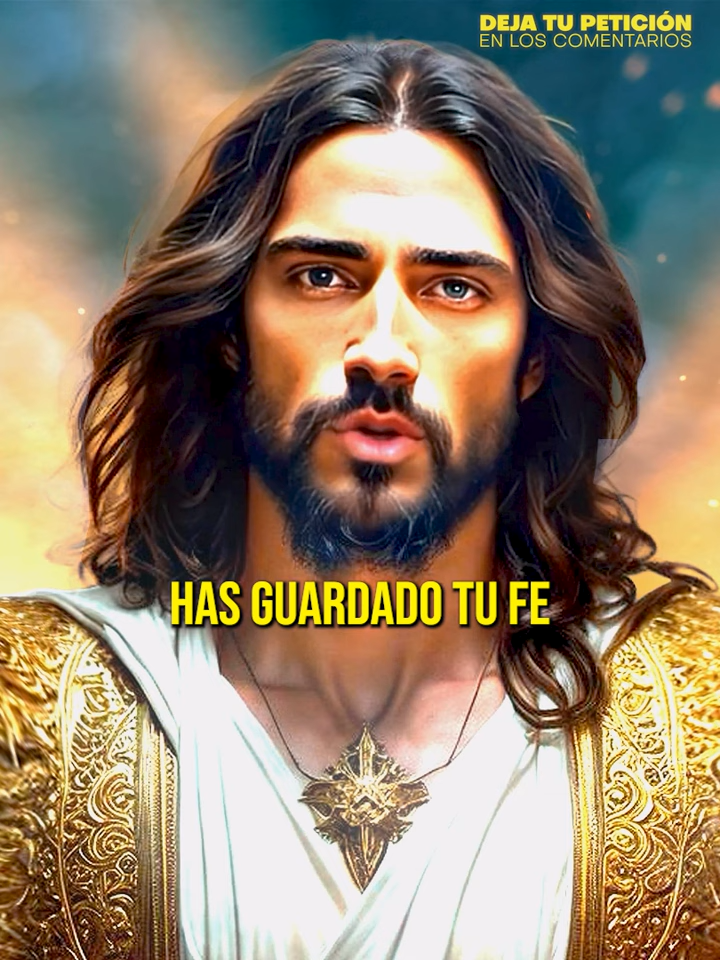 DEJA TU PETICIÓN
EN LOS COMENTARIOS
HAS GUARDADO TU FE